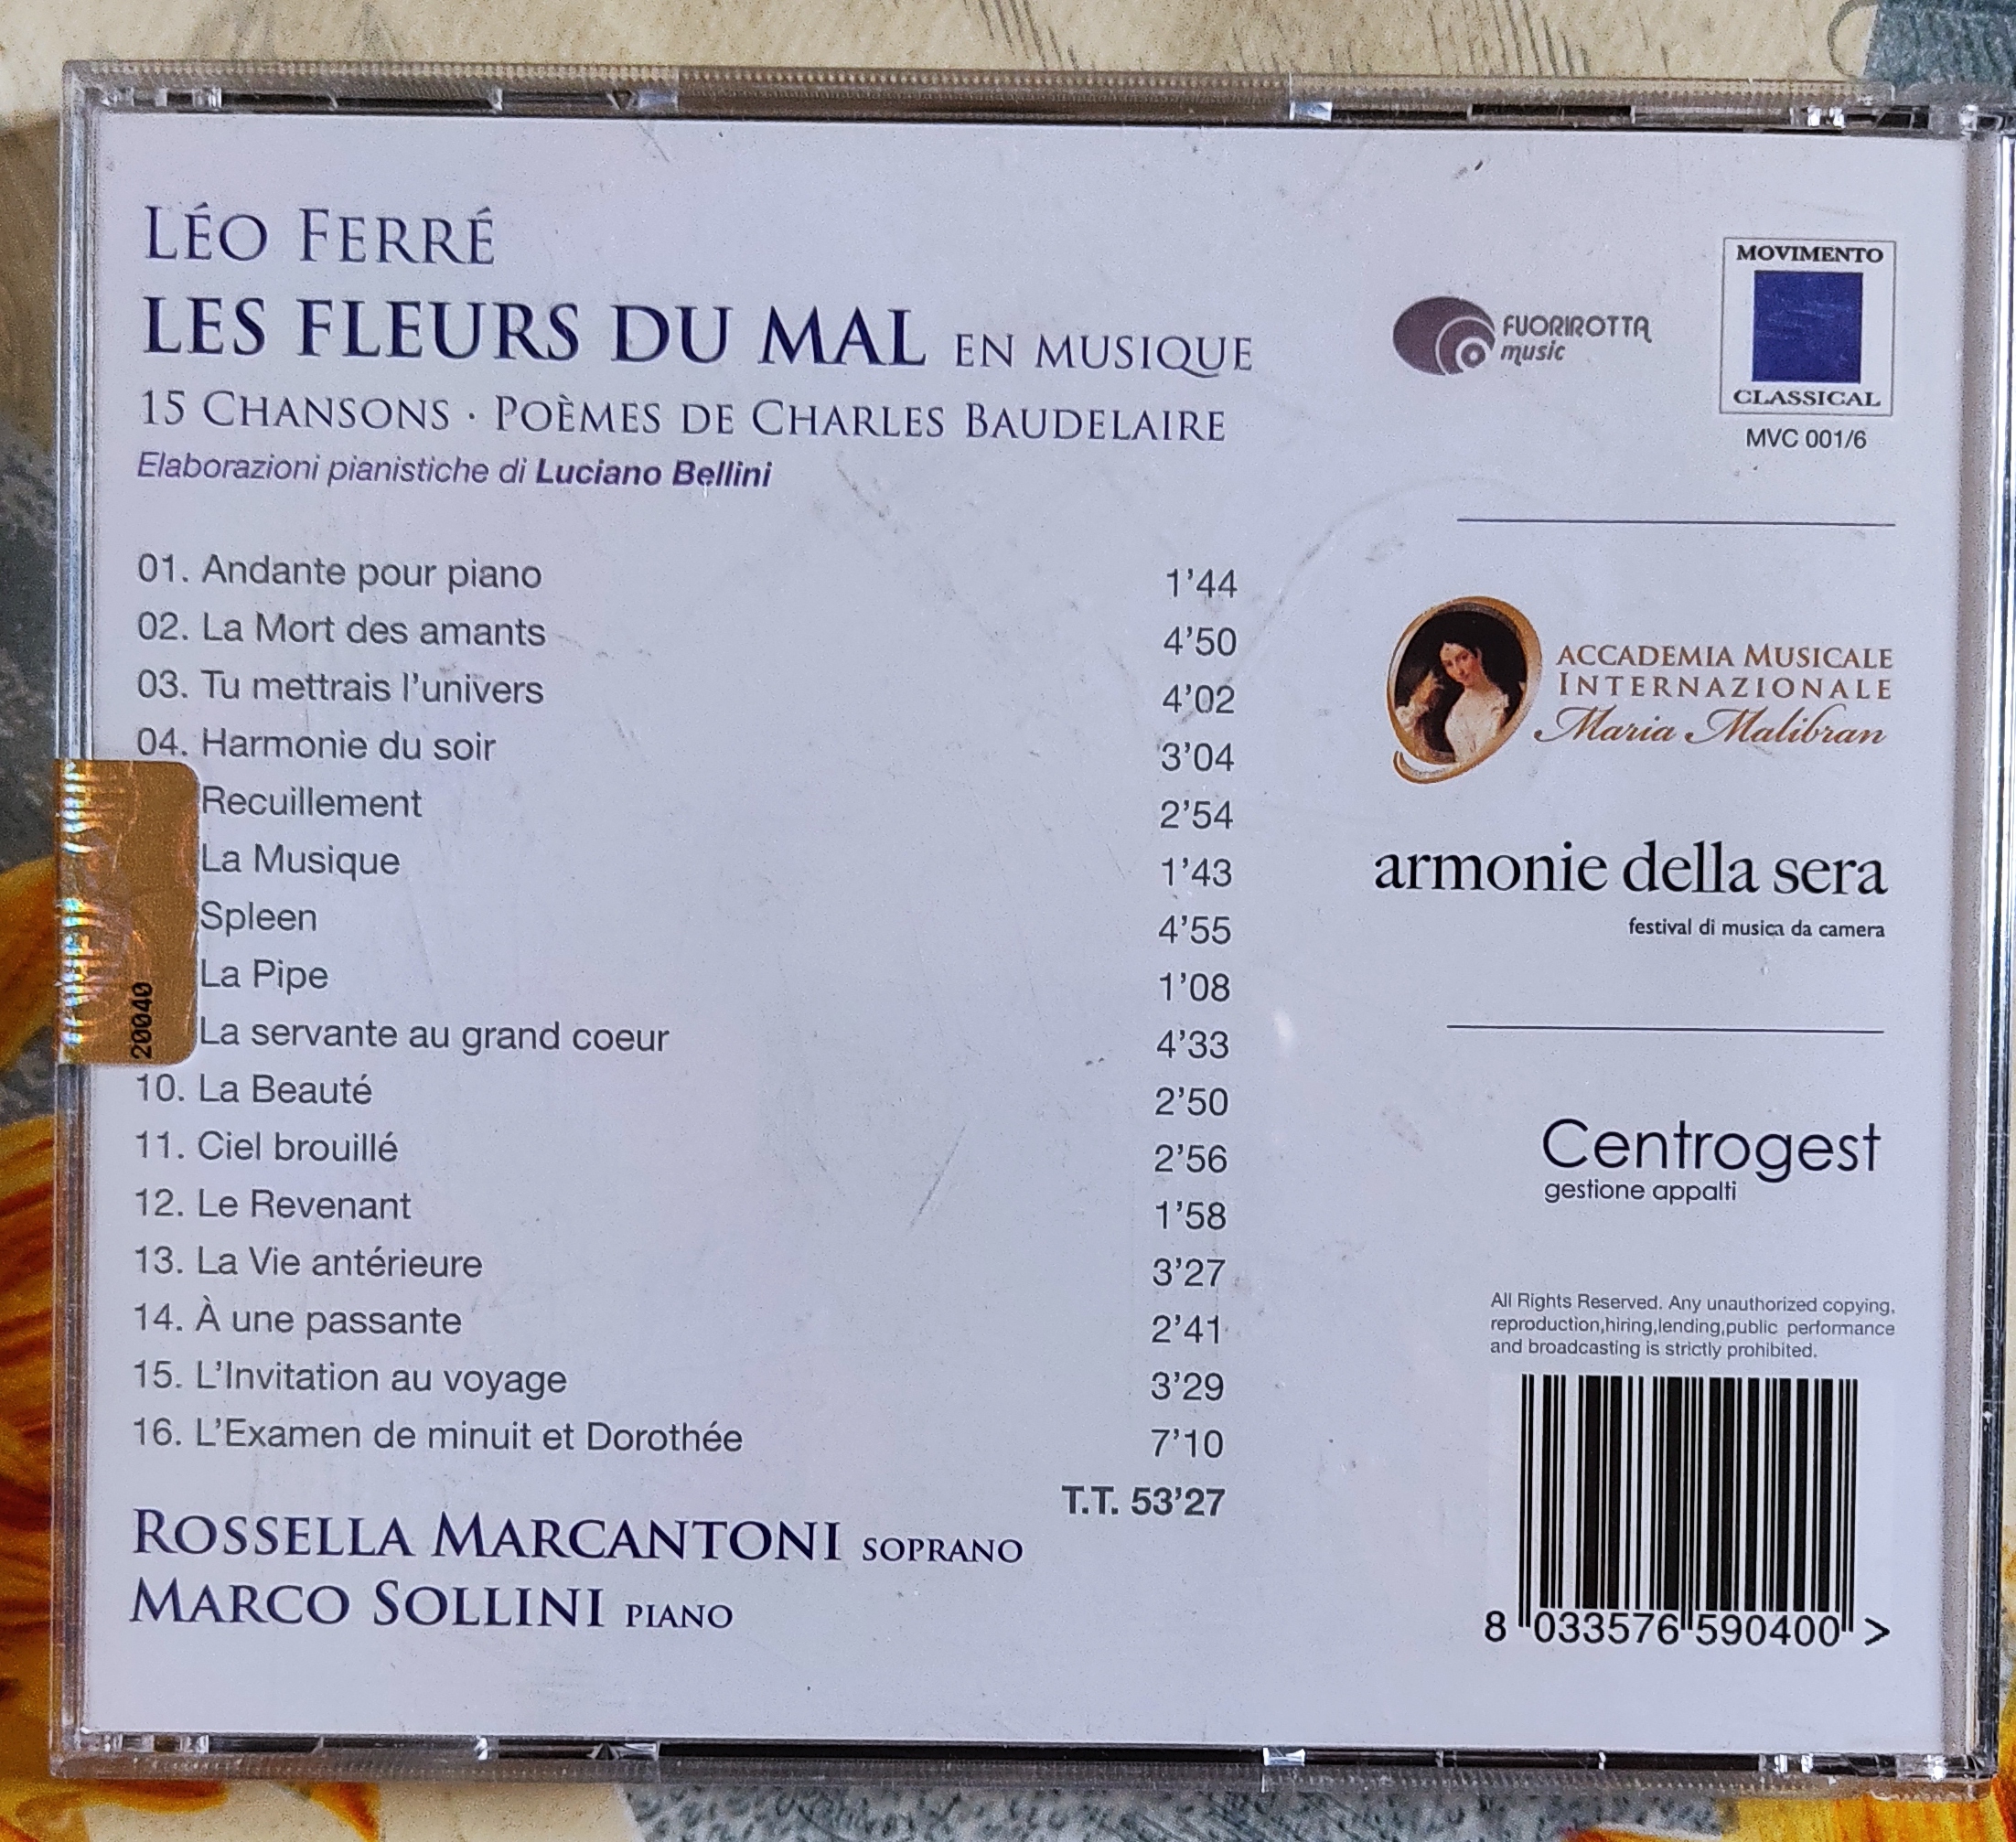 LÉO FERRÉ
LES FLEURS DU MAL EN MUSIQUE
15 CHANSONS · POÈMES DE CHARLES BAUDELAIRE
Elaborazioni pianistiche di Luciano Bellini
01. Andante pour piano 1'44
02. La Mort des amants 4'50
03. Tu mettrais l'univers 4'02
04. Harmonie du soir 3'04
Recuillement 2'54
La Musique 1'43
Spleen 4'55
La Pipe 1'08
La servante au grand coeur 4'33
10. La Beauté 2'50
11. Ciel brouillé 2'56
12. Le Revenant 1'58
13. La Vie antérieure 3'27
14. À une passante 2'41
15. L'Invitation au voyage 3'29
16. L'Examen de minuit et Dorothée 7'10
T.T. 53'27
ROSSELLA MARCANTONI SOPRANO
MARCO SOLLINI PIANO
20040
FUORIROTTA
music
MOVIMENTO
CLASSICAL
MVC 001/6
ACCADEMIA MUSICALE
INTERNAZIONALE
Maria Malibran
armonie della sera
festival di musica da camera
Centrogest
gestione appalti
All Rights Reserved. Any unauthorized copying,
reproduction,hiring,lending,public performance
and broadcasting is strictly prohibited.
8 033576 590400 >